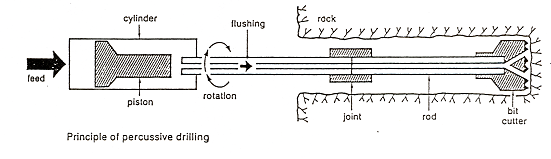 cylinder
flushing
rock
feed
piston
rotation
joint
rod
bit
cutter
Principle of percussive drilling